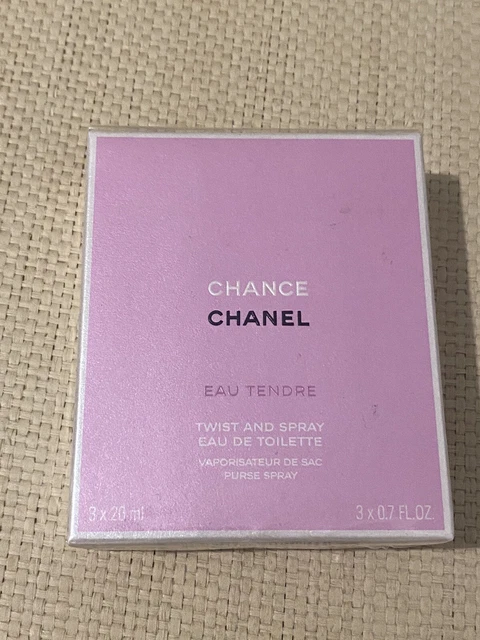 CHANCE
CHANEL
EAU TENDRE
TWIST AND SPRAY
EAU DE TOILETTE
VAPORISATEUR DE SAC
PURSE SPRAY
3 x 20 ml
3 x 0.7 FL.OZ.